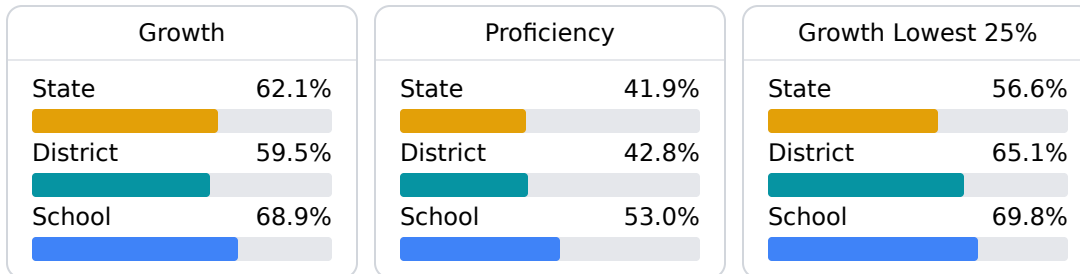 Growth
State 62.1%
District 59.5%
School 68.9%
Proficiency
State 41.9%
District 42.8%
School 53.0%
Growth Lowest 25%
State 56.6%
District 65.1%
School 69.8%